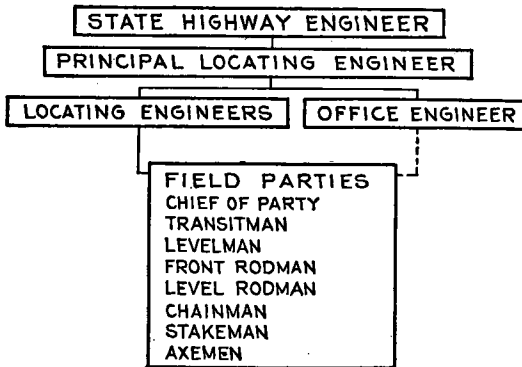 STATE HIGHWAY ENGINEER
PRINCIPAL LOCATING ENGINEER
LOCATING ENGINEERS
OFFICE ENGINEER
FIELD PARTIES
CHIEF OF PARTY
TRANSITMAN
LEVELMAN
FRONT RODMAN
LEVEL RODMAN
CHAINMAN
STAKEMAN
AXEMEN